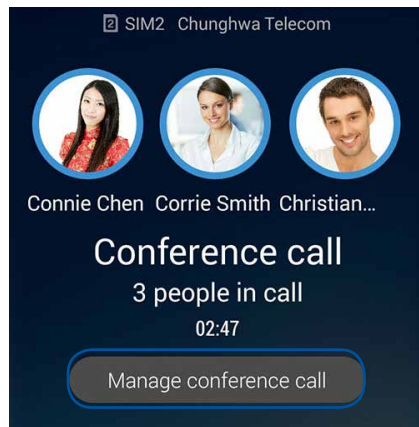 2 SIM2 Chunghwa Telecom
Connie Chen Corrie Smith Christian...
Conference call
3 people in call
02:47
Manage conference call